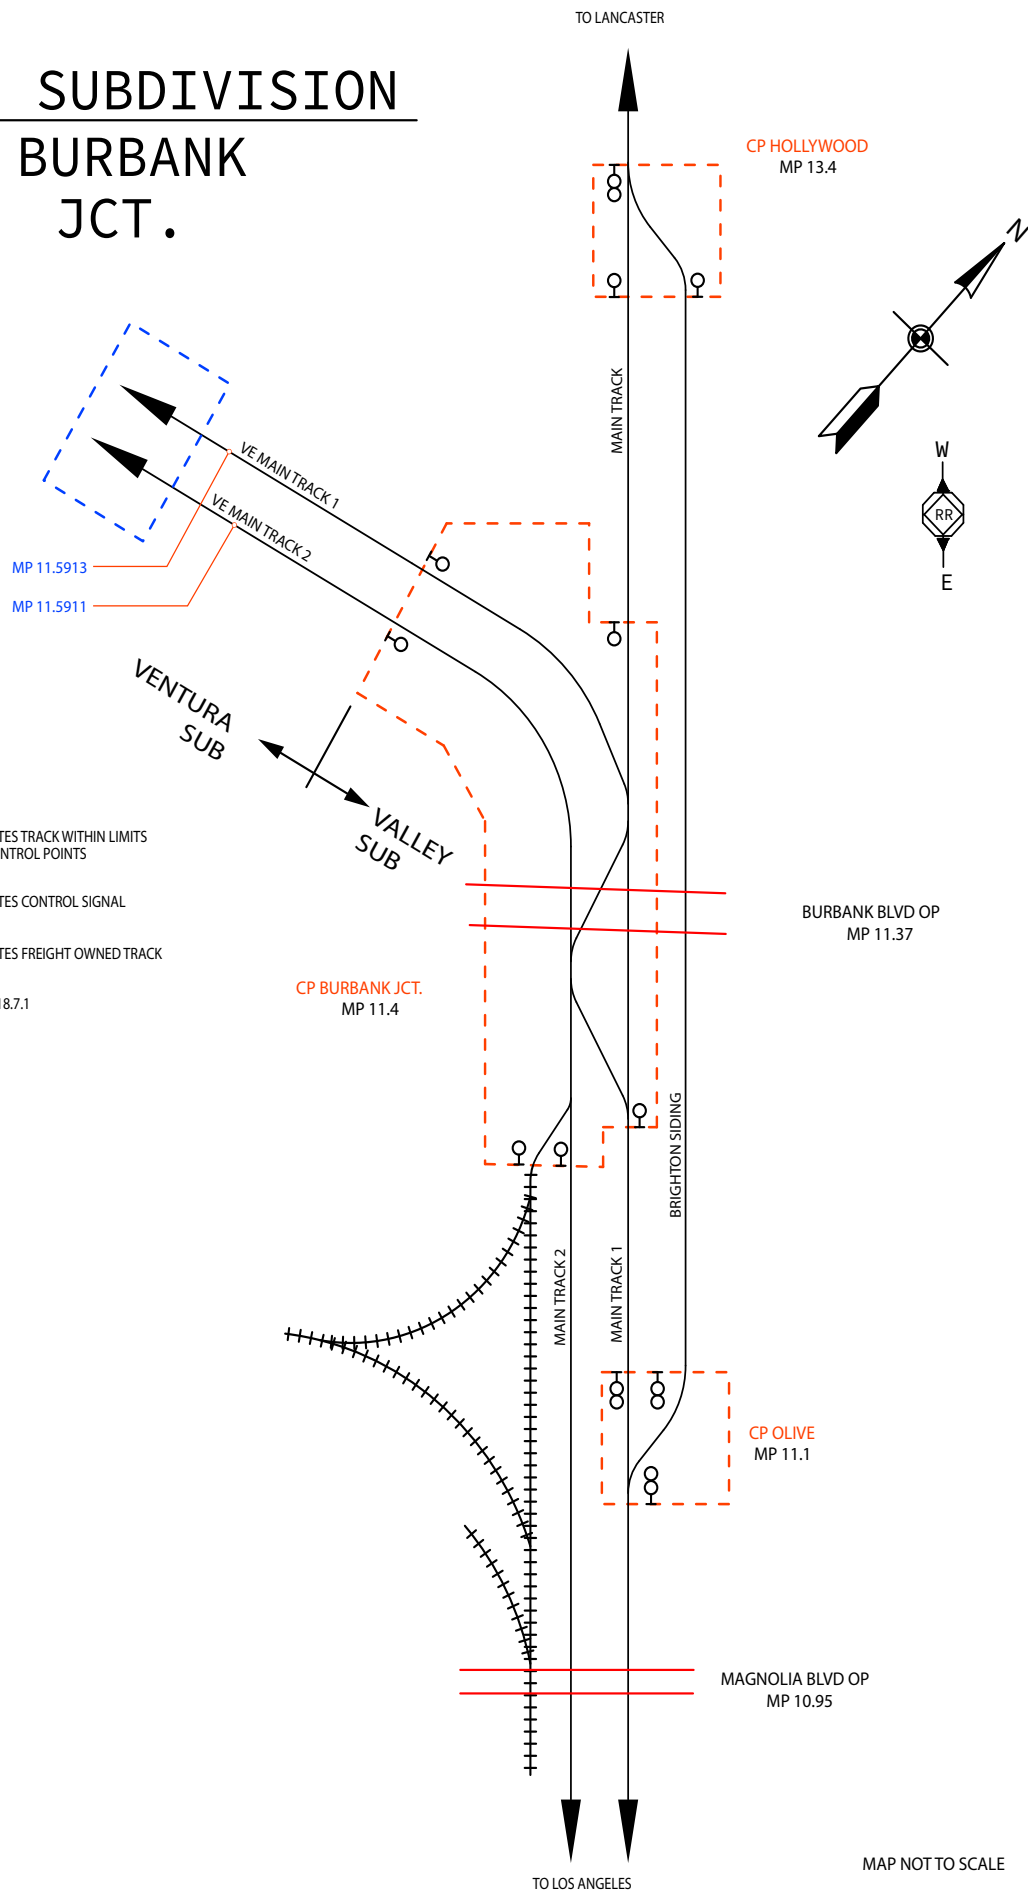 TO LANCASTER
SUBDIVISION
BURBANK
JCT.
CP HOLLYWOOD
MP 13.4
N
MAIN TRACK
W
RR
E
VE MAIN TRACK 1
VE MAIN TRACK 2
MP 11.5913
MP 11.5911
VENTURA
SUB
VALLEY
SUB
TES TRACK WITHIN LIMITS
NTROL POINTS
TES CONTROL SIGNAL
TES FREIGHT OWNED TRACK
18.7.1
BURBANK BLVD OP
MP 11.37
CP BURBANK JCT.
MP 11.4
BRIGHTON SIDING
MAIN TRACK 2
MAIN TRACK 1
CP OLIVE
MP 11.1
MAGNOLIA BLVD OP
MP 10.95
MAP NOT TO SCALE
TO LOS ANGELES